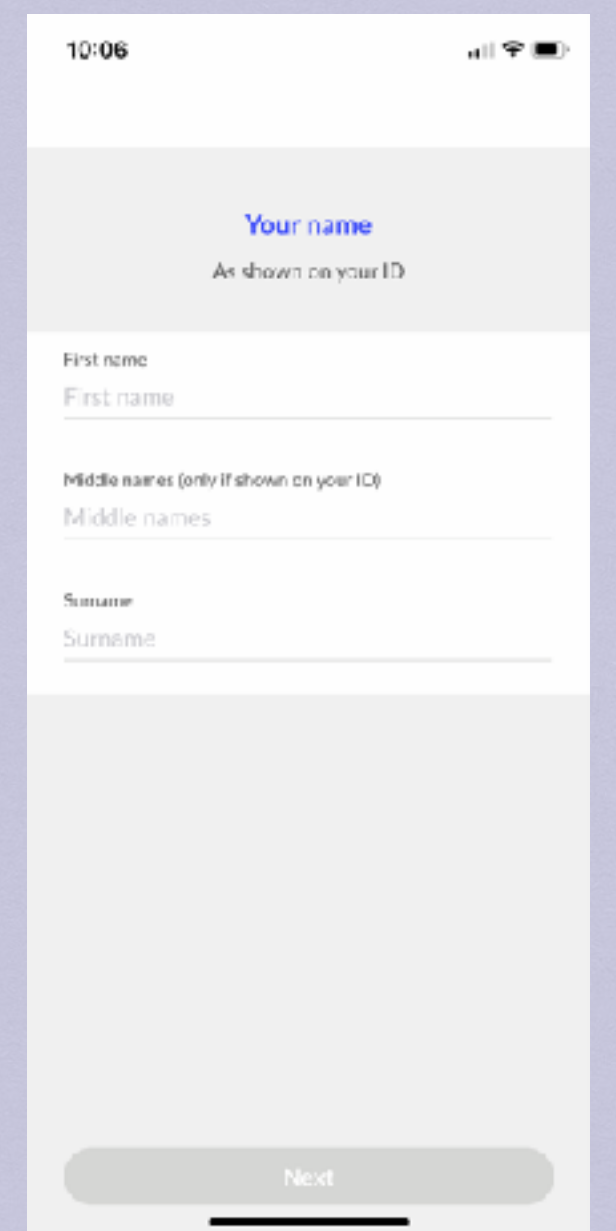 10:06
Your name
As shown on your ID
First name
First name
Middle names (only if shown on your ID)
Middle names
Surname
Surname
Next